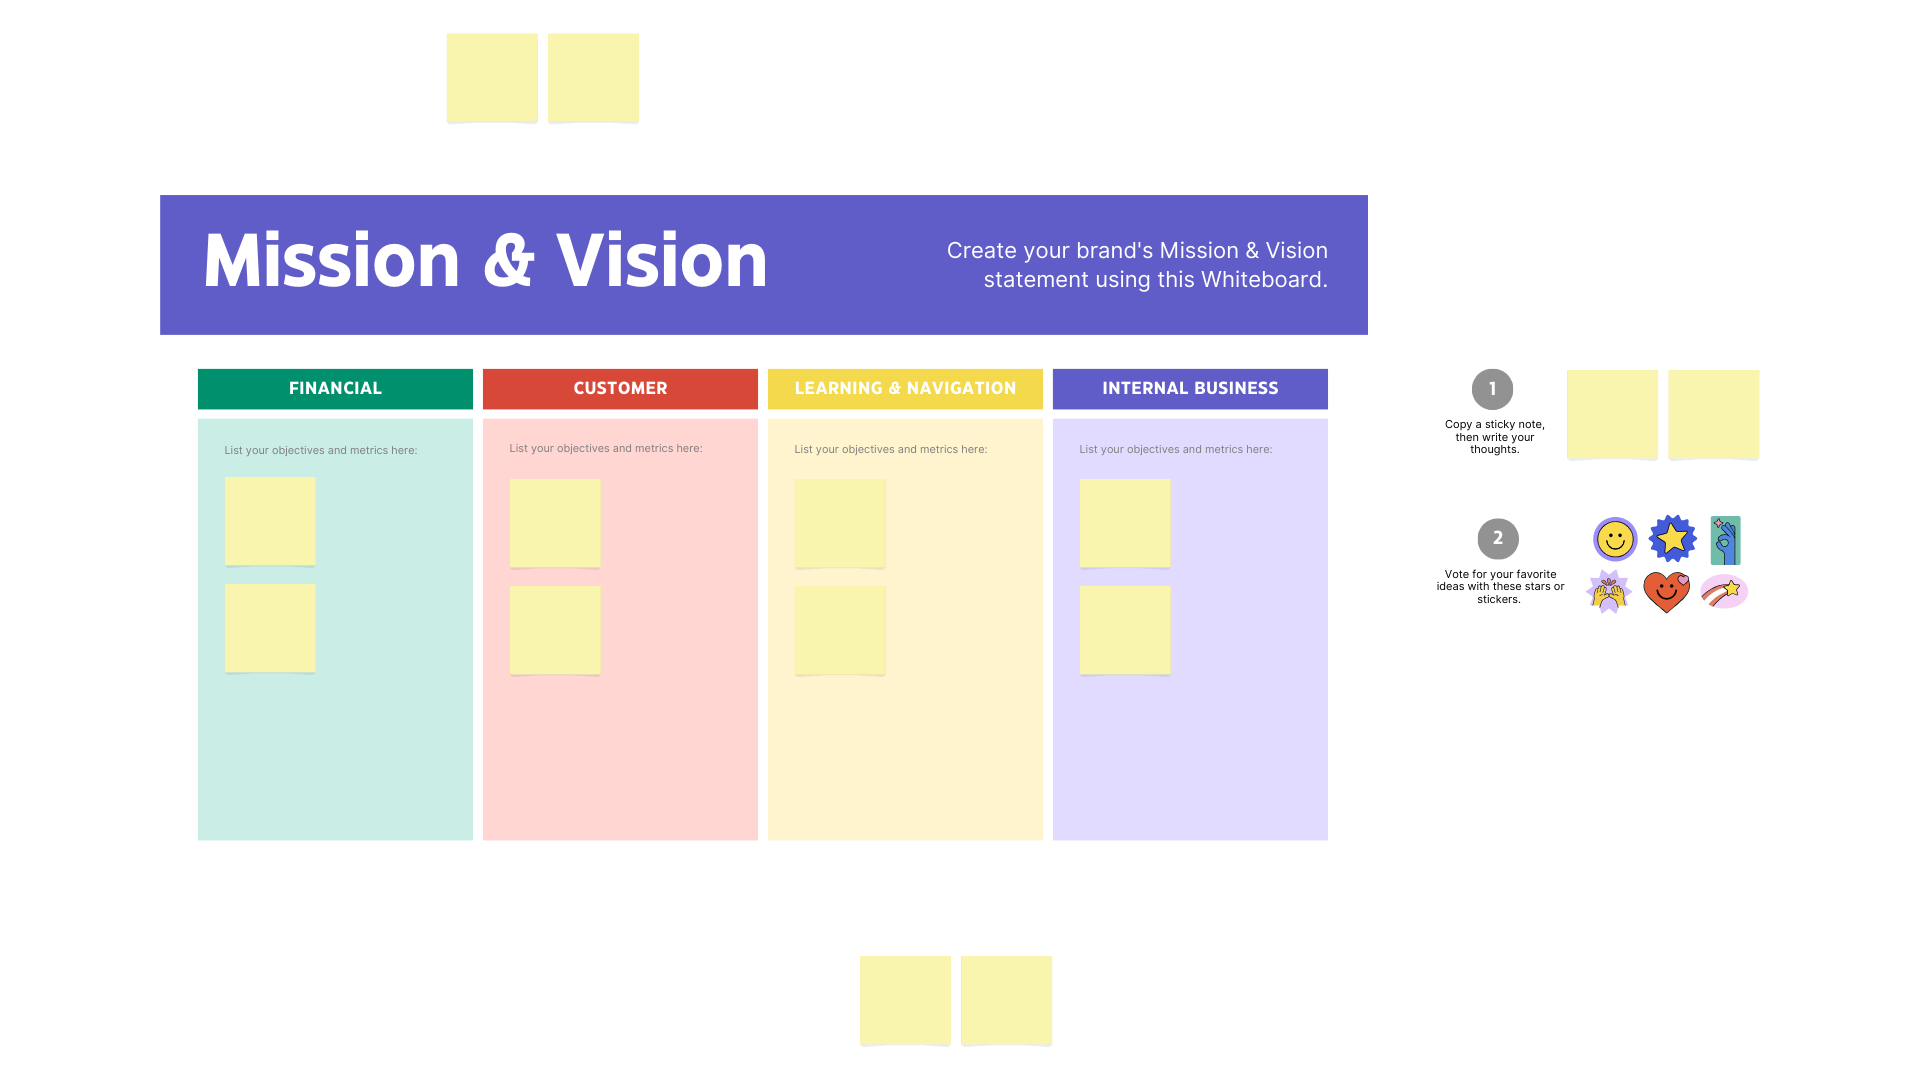 Mission & Vision
Create your brand's Mission & Vision
statement using this Whiteboard.
FINANCIAL
List your objectives and metrics here:
CUSTOMER
List your objectives and metrics here:
LEARNING & NAVIGATION
List your objectives and metrics here:
INTERNAL BUSINESS
List your objectives and metrics here:
1
Copy a sticky note,
then write your
thoughts.
2
Vote for your favorite
ideas with these stars or
stickers.